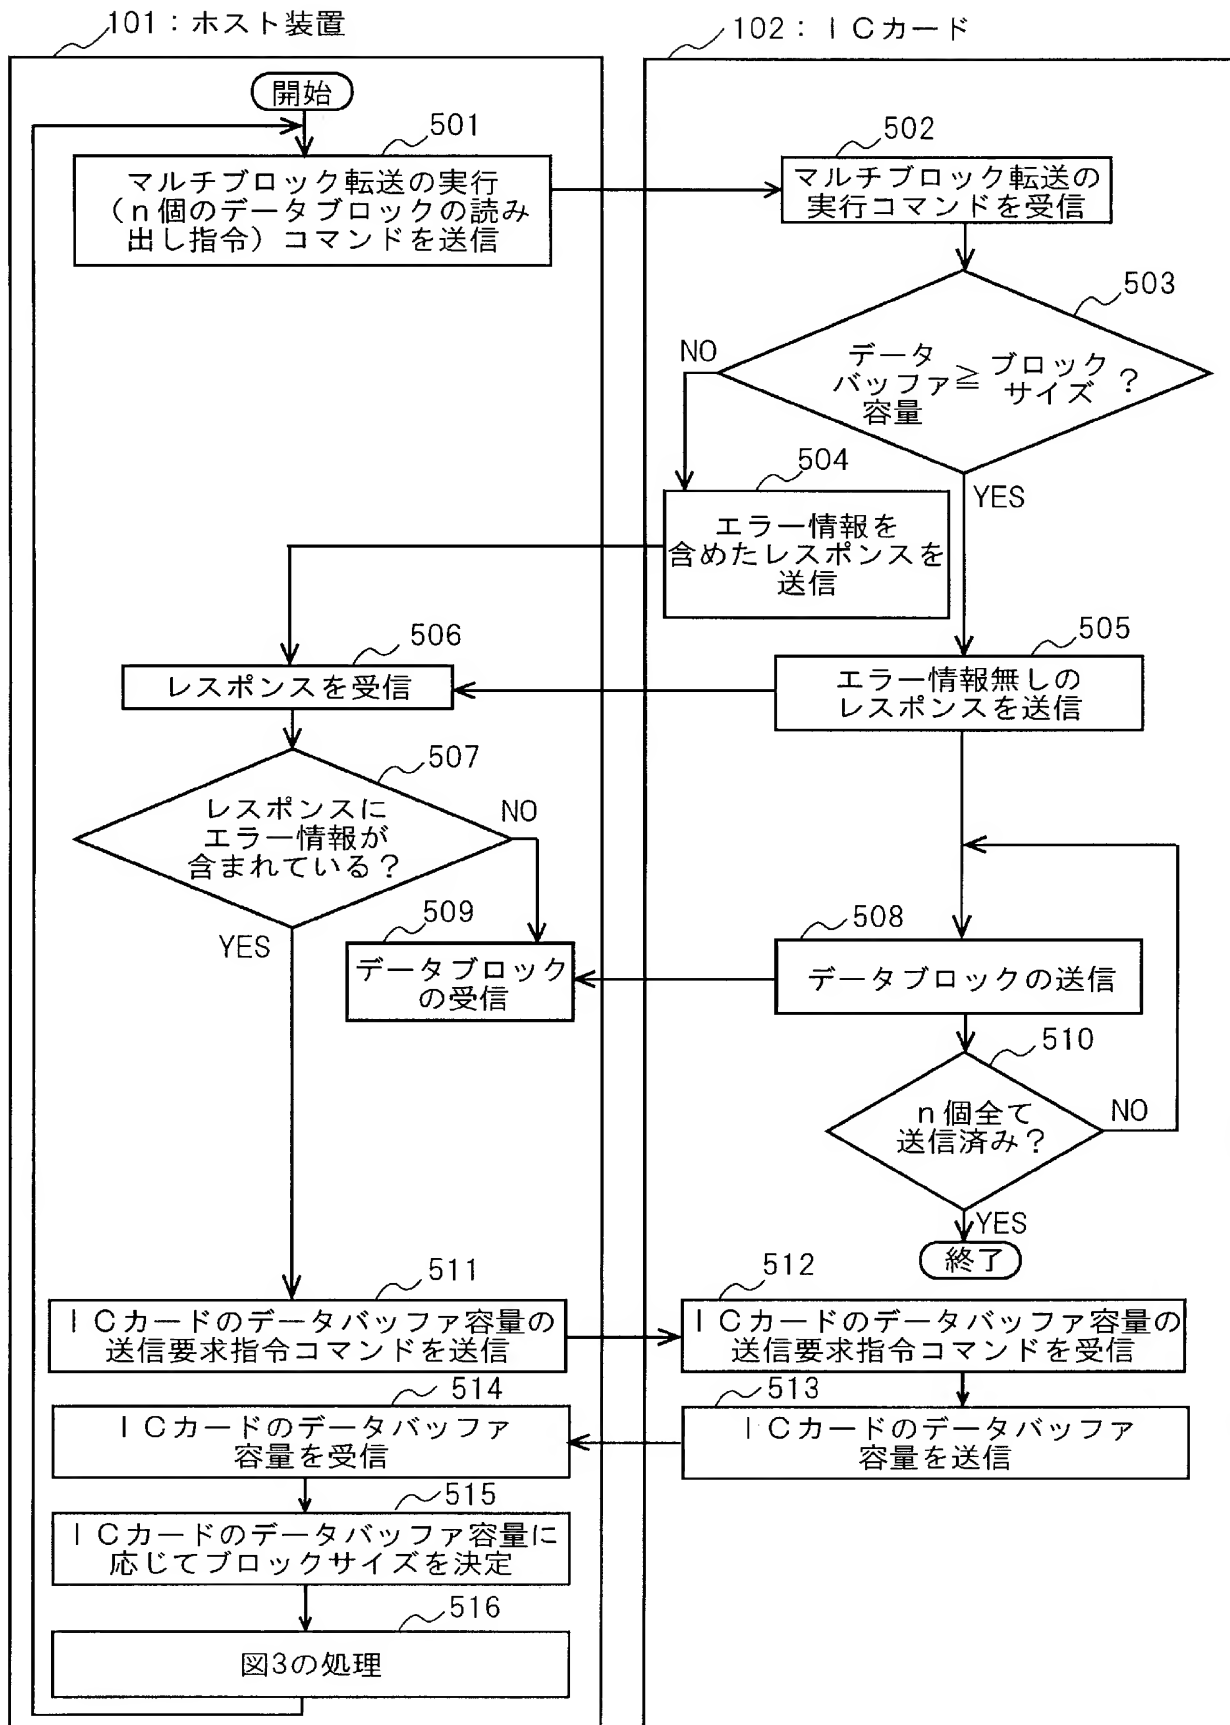 101：ホスト装置
102：ＩＣカード
開始
501
マルチブロック転送の実行
（ｎ個のデータブロックの読み
出し指令）コマンドを送信
502
マルチブロック転送の
実行コマンドを受信
503
データ
バッファ
容量
≧
ブロック
サイズ
？
NO
YES
504
エラー情報を
含めたレスポンスを
送信
505
エラー情報無しの
レスポンスを送信
506
レスポンスを受信
507
レスポンスに
エラー情報が
含まれている？
NO
YES
509
データブロック
の受信
508
データブロックの送信
510
ｎ個全て
送信済み？
NO
YES
終了
511
ＩＣカードのデータバッファ容量の
送信要求指令コマンドを送信
512
ＩＣカードのデータバッファ容量の
送信要求指令コマンドを受信
514
ＩＣカードのデータバッファ
容量を受信
513
ＩＣカードのデータバッファ
容量を送信
515
ＩＣカードのデータバッファ容量に
応じてブロックサイズを決定
516
図3の処理